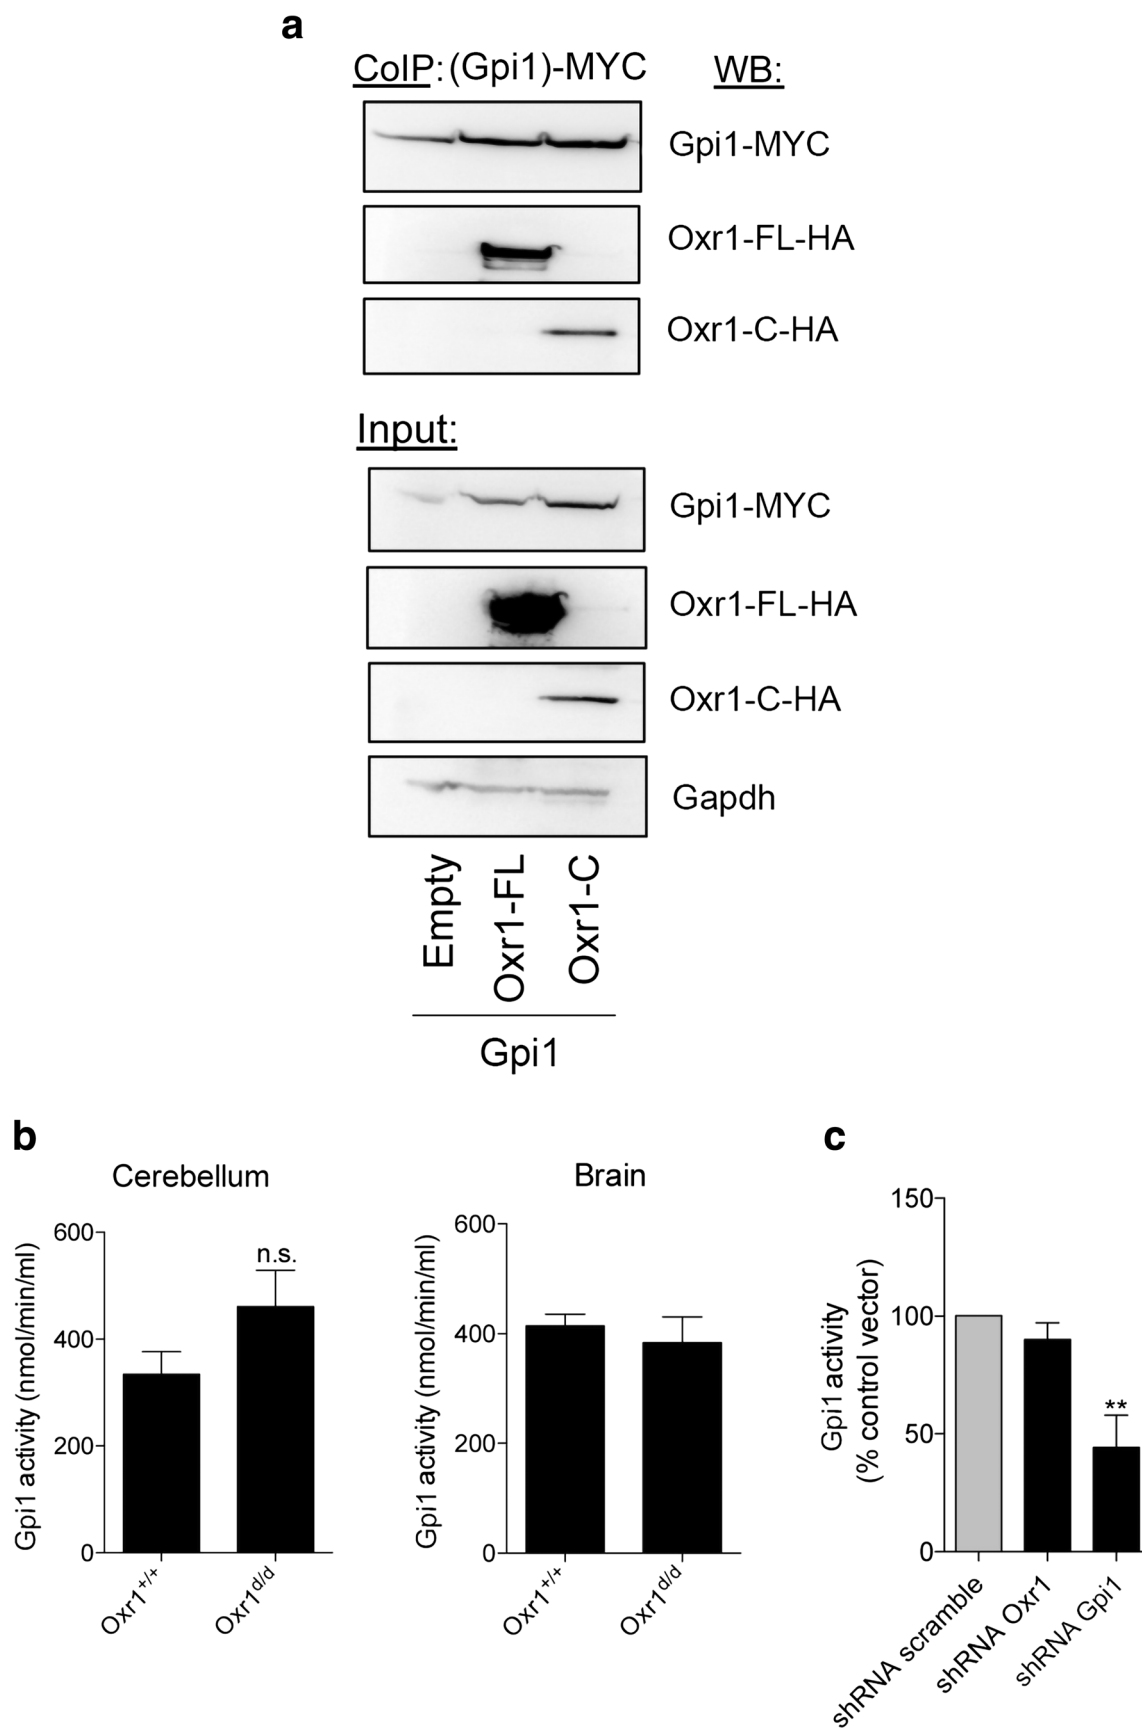 a
CoIP: (Gpi1)-MYC WB:
Gpi1-MYC
Oxr1-FL-HA
Oxr1-C-HA
Input:
Gpi1-MYC
Oxr1-FL-HA
Oxr1-C-HA
Gapdh
Empty
Oxr1-FL
Oxr1-C
Gpi1
b
Cerebellum
Gpi1 activity (nmol/min/ml)
600
400
200
0
n.s.
Oxr1+/+
Oxr1d/d
Brain
Gpi1 activity (nmol/min/ml)
600
400
200
0
Oxr1+/+
Oxr1d/d
c
Gpi1 activity
(% control vector)
150
100
50
0
**
shRNA scramble
shRNA Oxr1
shRNA Gpi1